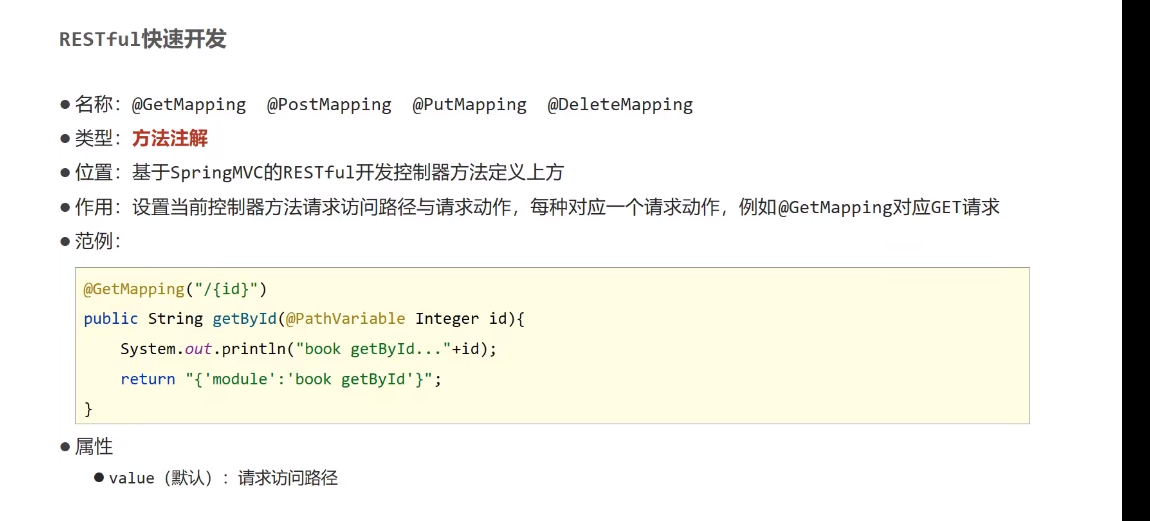 RESTful快速开发
● 名称：@GetMapping @PostMapping @PutMapping @DeleteMapping
● 类型：方法注解
● 位置：基于SpringMVC的RESTful开发控制器方法定义上方
● 作用：设置当前控制器方法请求访问路径与请求动作，每种对应一个请求动作，例如@GetMapping对应GET请求
● 范例：
@GetMapping("/{id}")
public String getById(@PathVariable Integer id){
    System.out.println("book getById..."+id);
    return "{'module':'book getById'}";
}
● 属性
● value（默认）：请求访问路径